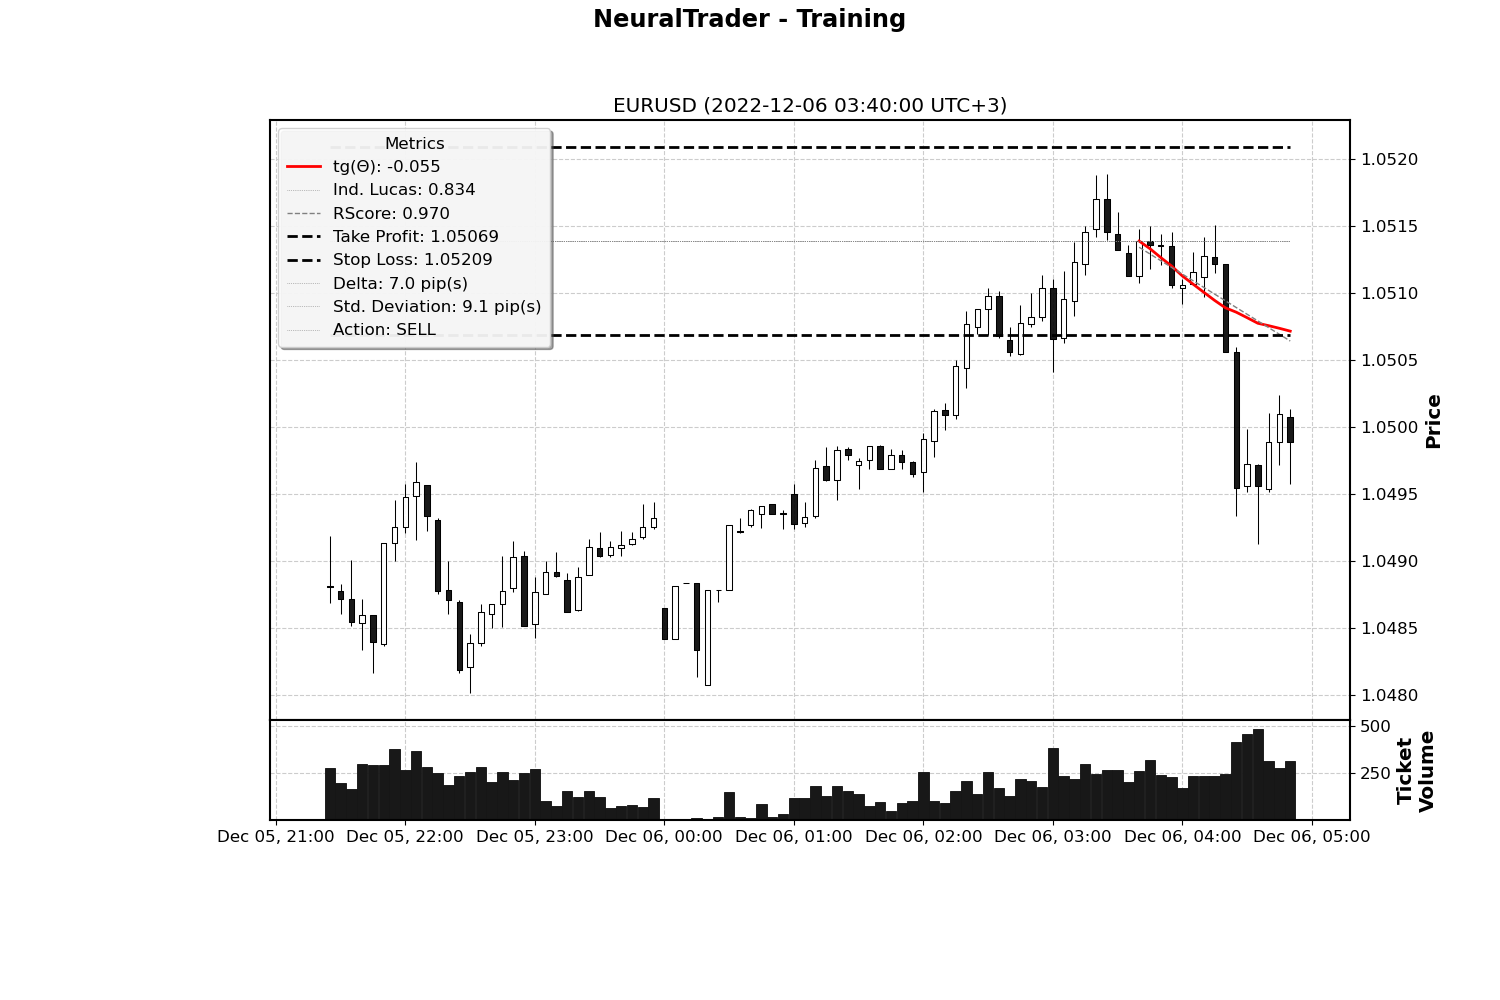 NeuralTrader - Training
EURUSD (2022-12-06 03:40:00 UTC+3)
Metrics
tg(Θ): -0.055
Ind. Lucas: 0.834
RScore: 0.970
Take Profit: 1.05069
Stop Loss: 1.05209
Delta: 7.0 pip(s)
Std. Deviation: 9.1 pip(s)
Action: SELL
1.0520
1.0515
1.0510
1.0505
1.0500
1.0495
1.0490
1.0485
1.0480
Price
500
250
Ticket
Volume
Dec 05, 21:00 Dec 05, 22:00 Dec 05, 23:00 Dec 06, 00:00 Dec 06, 01:00 Dec 06, 02:00 Dec 06, 03:00 Dec 06, 04:00 Dec 06, 05:00